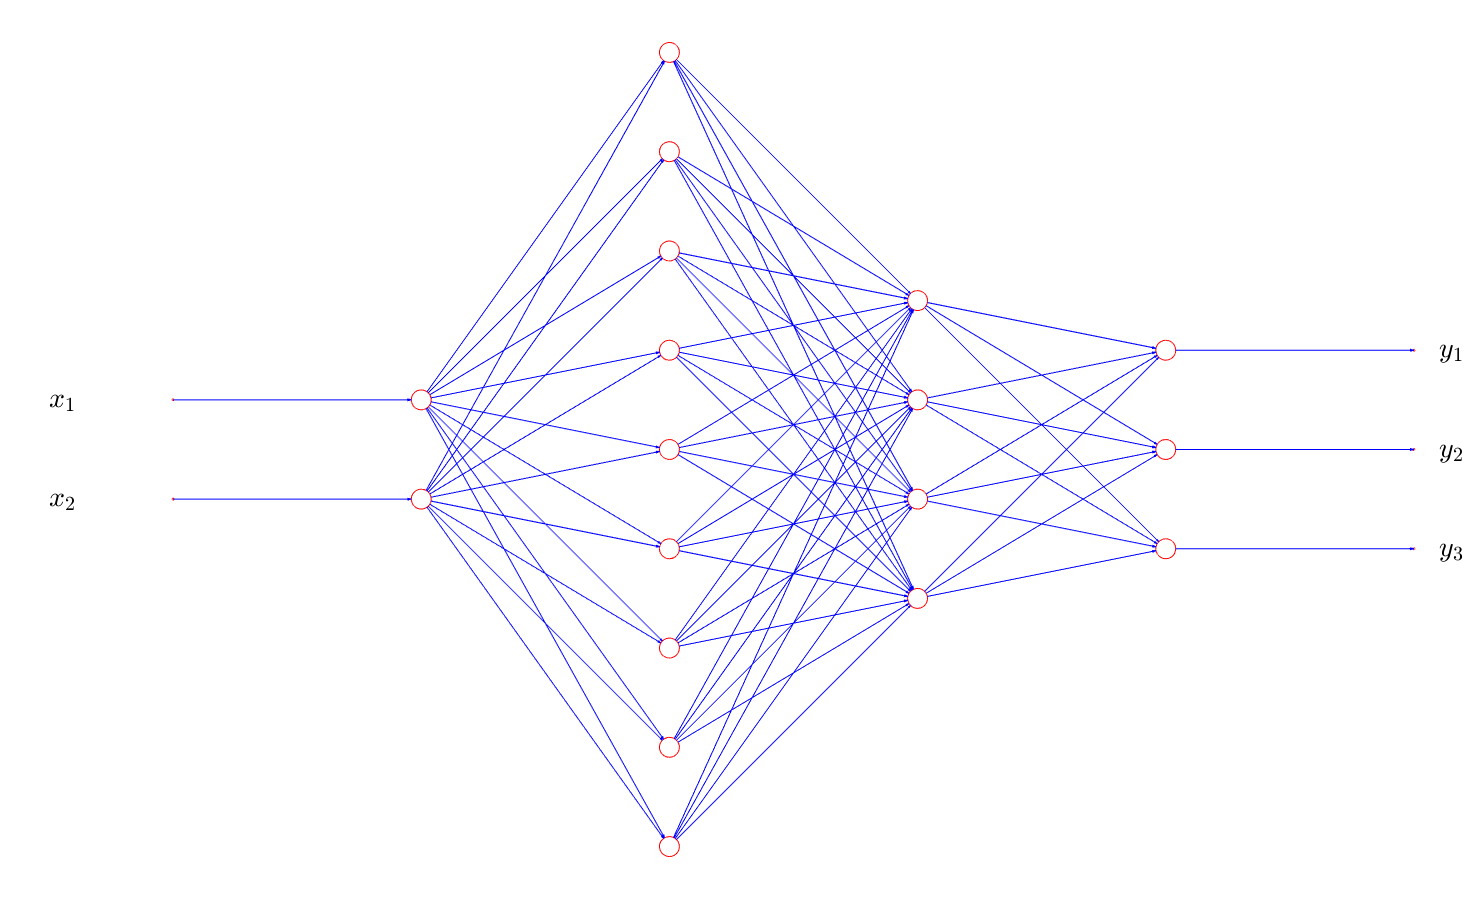 x₁
x₂
y₁
y₂
y₃